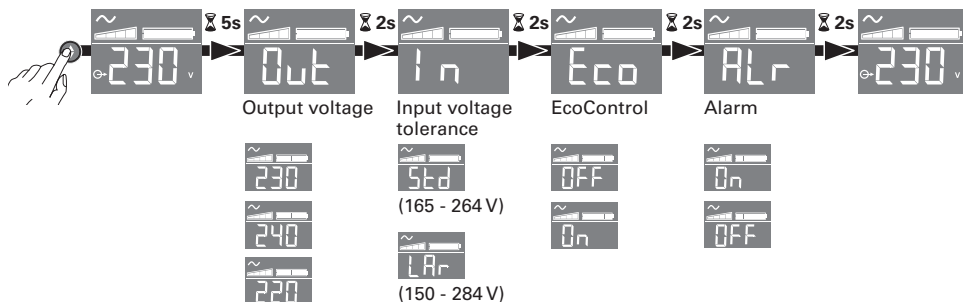 5s 2s 2s 2s 2s
230 v Out In Eco ALr 230 v
Output voltage Input voltage tolerance EcoControl Alarm
230 Std OFF On
(165 - 264 V)
240 On OFF
LAr
220 (150 - 284 V)